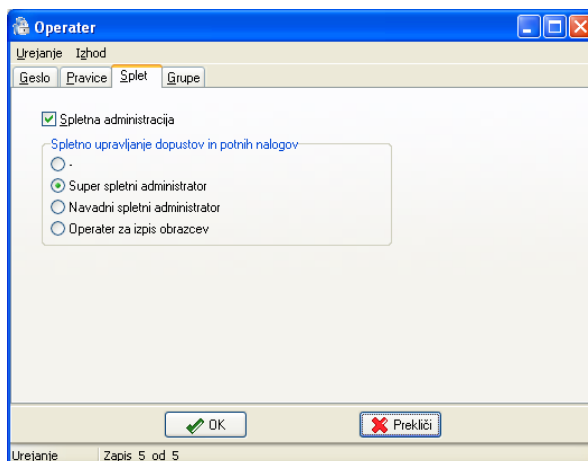 Operater
Urejanje Izhod
Geslo Pravice Splet Grupe
Spletna administracija
Spletno upravljanje dopustov in potnih nalogov
-
Super spletni administrator
Navadni spletni administrator
Operater za izpis obrazcev
OK Prekliči
Urejanje Zapis 5 od 5